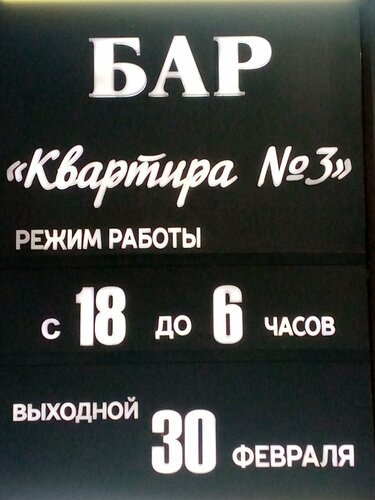 БАР
«Квартира №3»
РЕЖИМ РАБОТЫ
С 18 ДО 6 ЧАСОВ
ВЫХОДНОЙ
30 ФЕВРАЛЯ